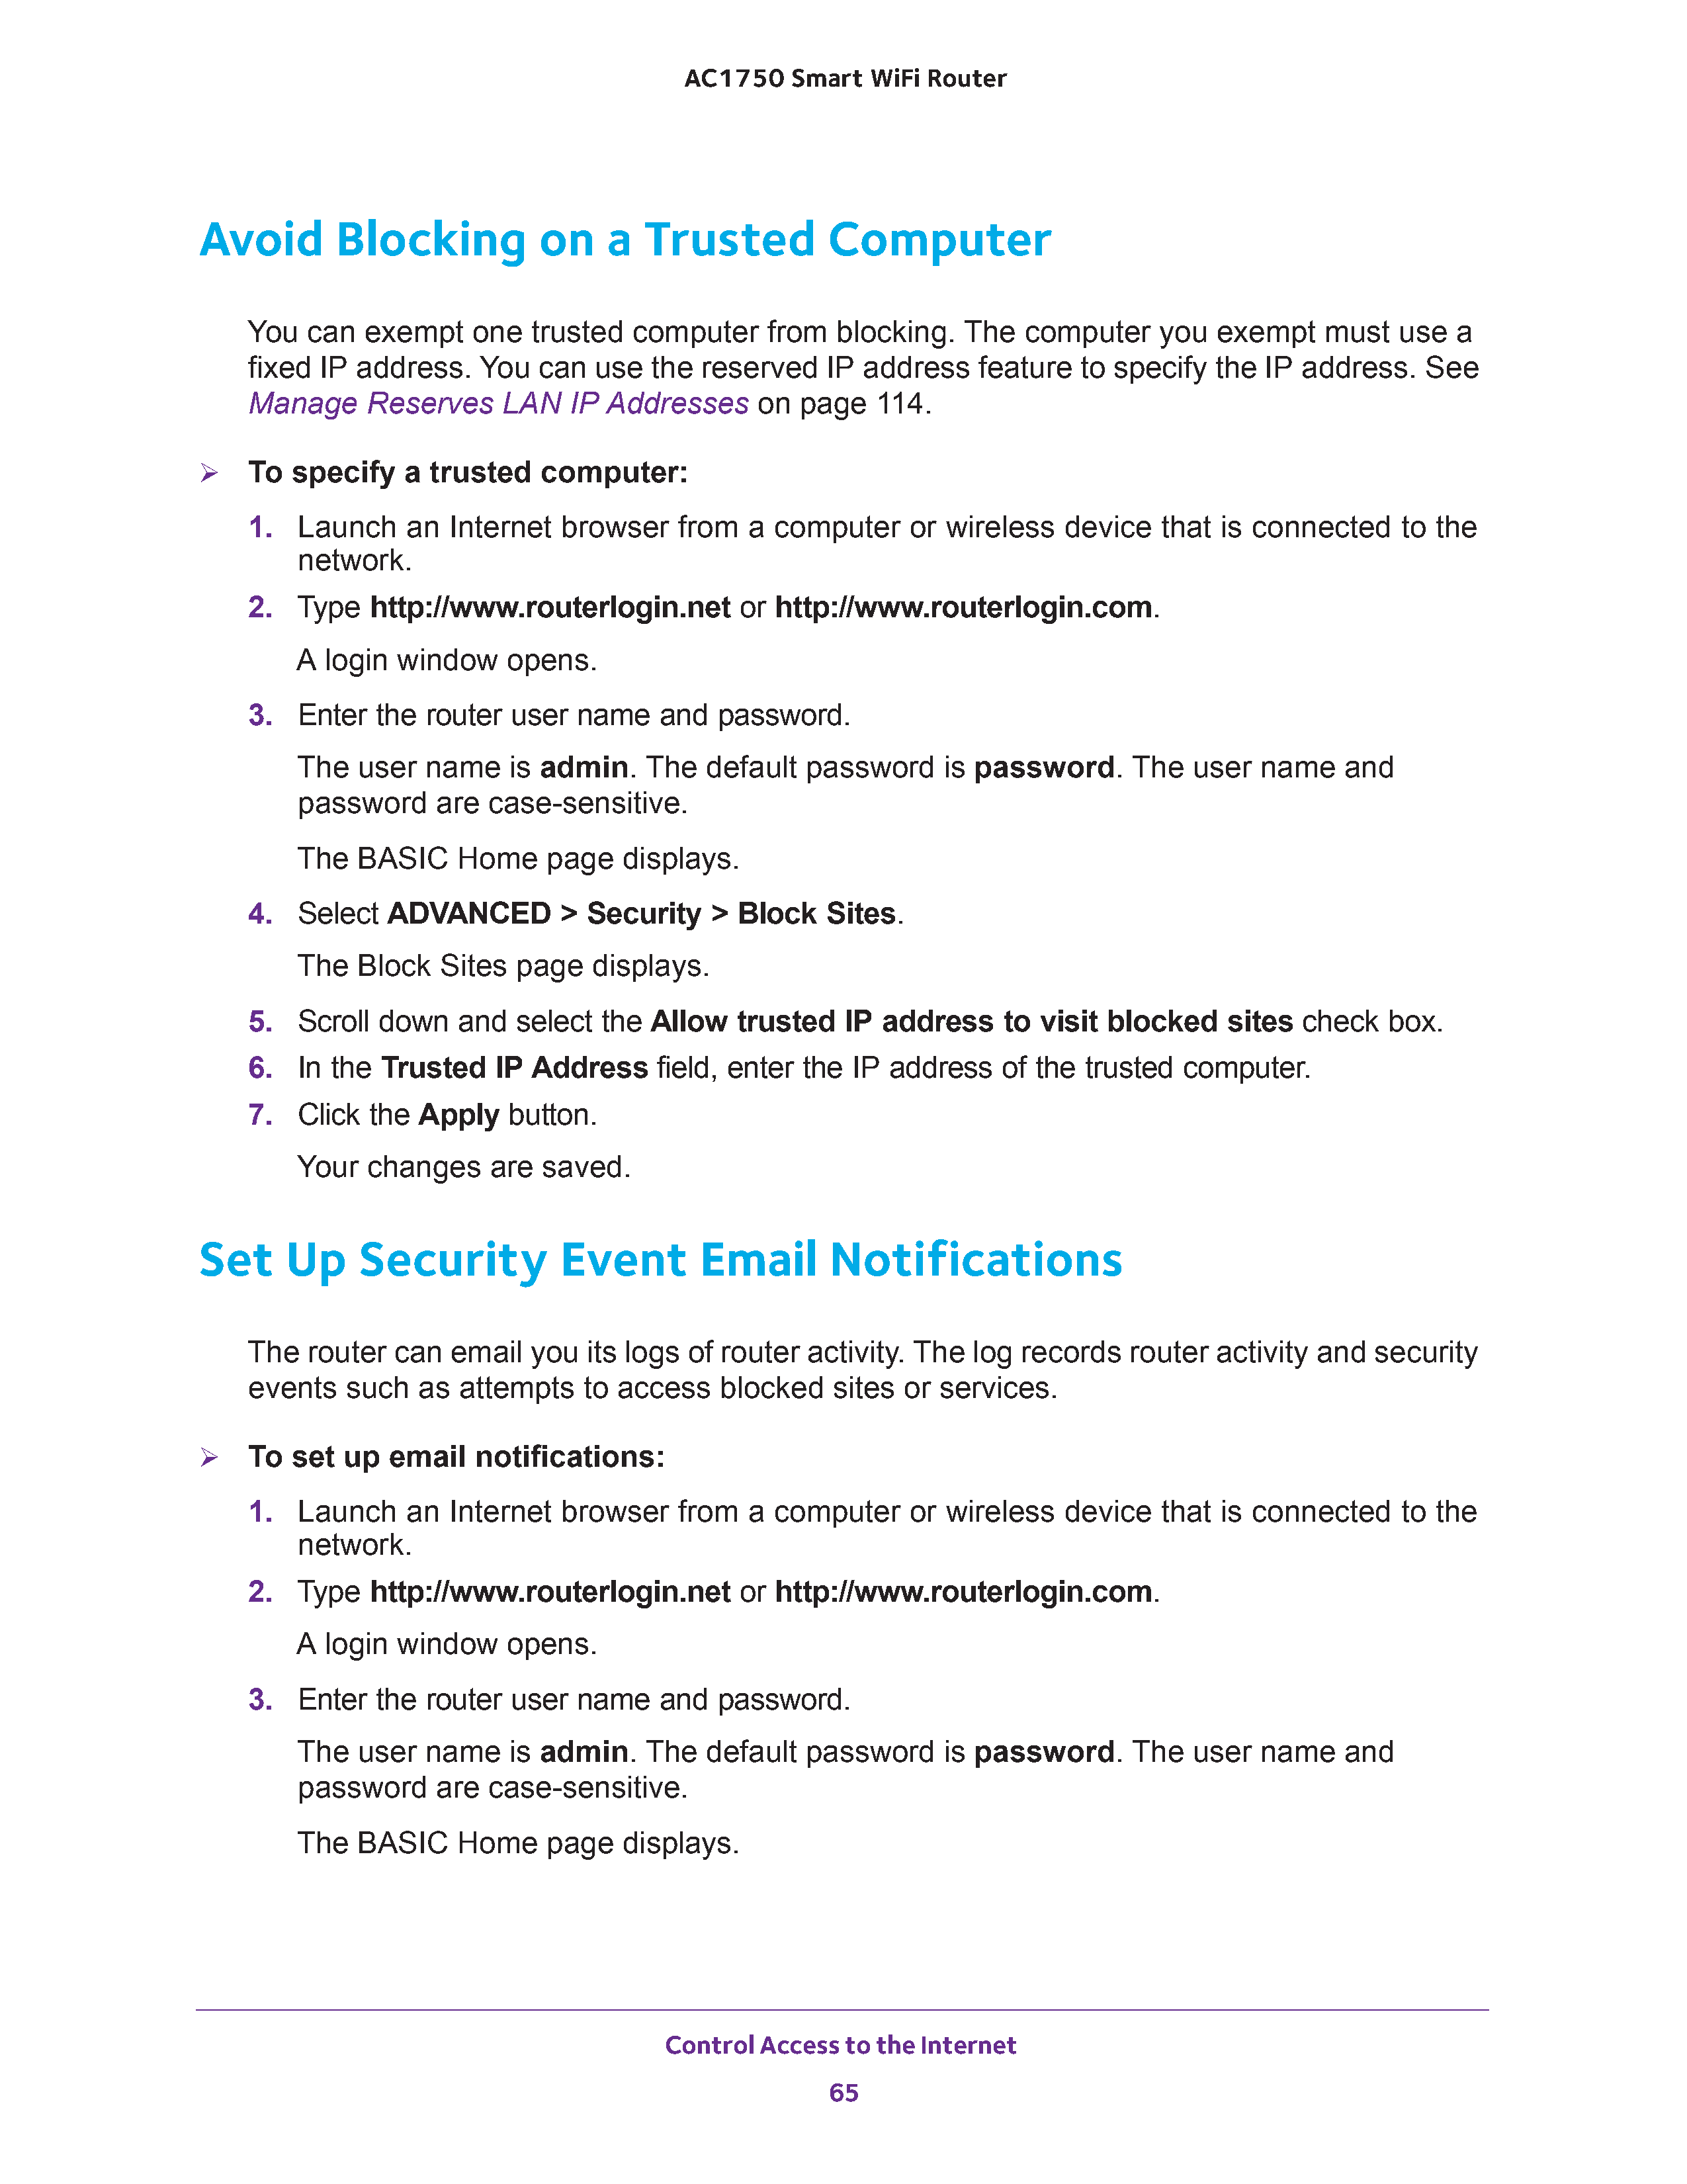 AC1750 Smart WiFi Router
Avoid Blocking on a Trusted Computer
You can exempt one trusted computer from blocking. The computer you exempt must use a
fixed IP address. You can use the reserved IP address feature to specify the IP address. See
Manage Reserves LAN IP Addresses on page 114.
➢ To specify a trusted computer:
1. Launch an Internet browser from a computer or wireless device that is connected to the
network.
2. Type http://www.routerlogin.net or http://www.routerlogin.com.
A login window opens.
3. Enter the router user name and password.
The user name is admin. The default password is password. The user name and
password are case-sensitive.
The BASIC Home page displays.
4. Select ADVANCED > Security > Block Sites.
The Block Sites page displays.
5. Scroll down and select the Allow trusted IP address to visit blocked sites check box.
6. In the Trusted IP Address field, enter the IP address of the trusted computer.
7. Click the Apply button.
Your changes are saved.
Set Up Security Event Email Notifications
The router can email you its logs of router activity. The log records router activity and security
events such as attempts to access blocked sites or services.
➢ To set up email notifications:
1. Launch an Internet browser from a computer or wireless device that is connected to the
network.
2. Type http://www.routerlogin.net or http://www.routerlogin.com.
A login window opens.
3. Enter the router user name and password.
The user name is admin. The default password is password. The user name and
password are case-sensitive.
The BASIC Home page displays.
Control Access to the Internet
65